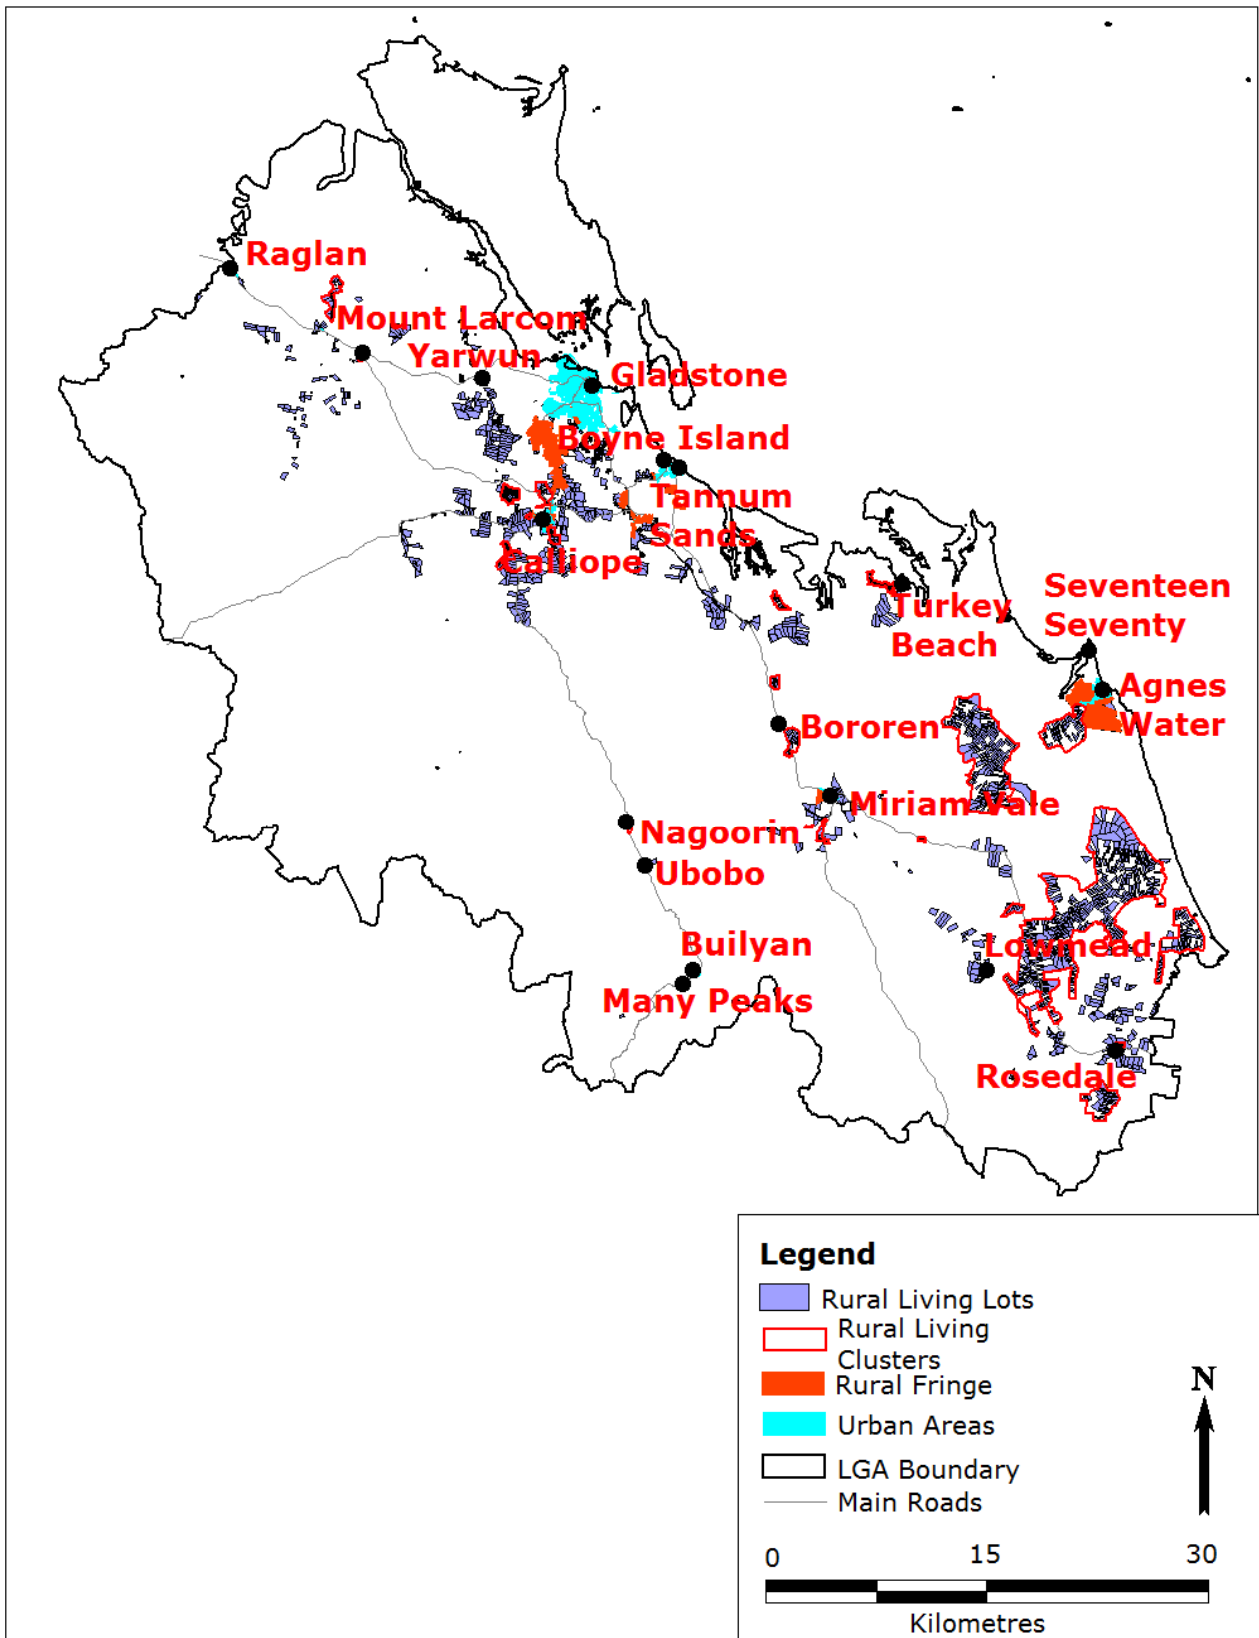 Raglan
Mount Larcom
Yarwun
Gladstone
Boyne Island
Tannum
Sands
Calliope
Turkey
Beach
Seventeen
Seventy
Agnes
Water
Bororen
Miriam Vale
Nagoorin
Ubobo
Lowmead
Builyan
Many Peaks
Rosedale
Legend
Rural Living Lots
Rural Living
Clusters
Rural Fringe
Urban Areas
LGA Boundary
Main Roads
N
0 15 30
Kilometres